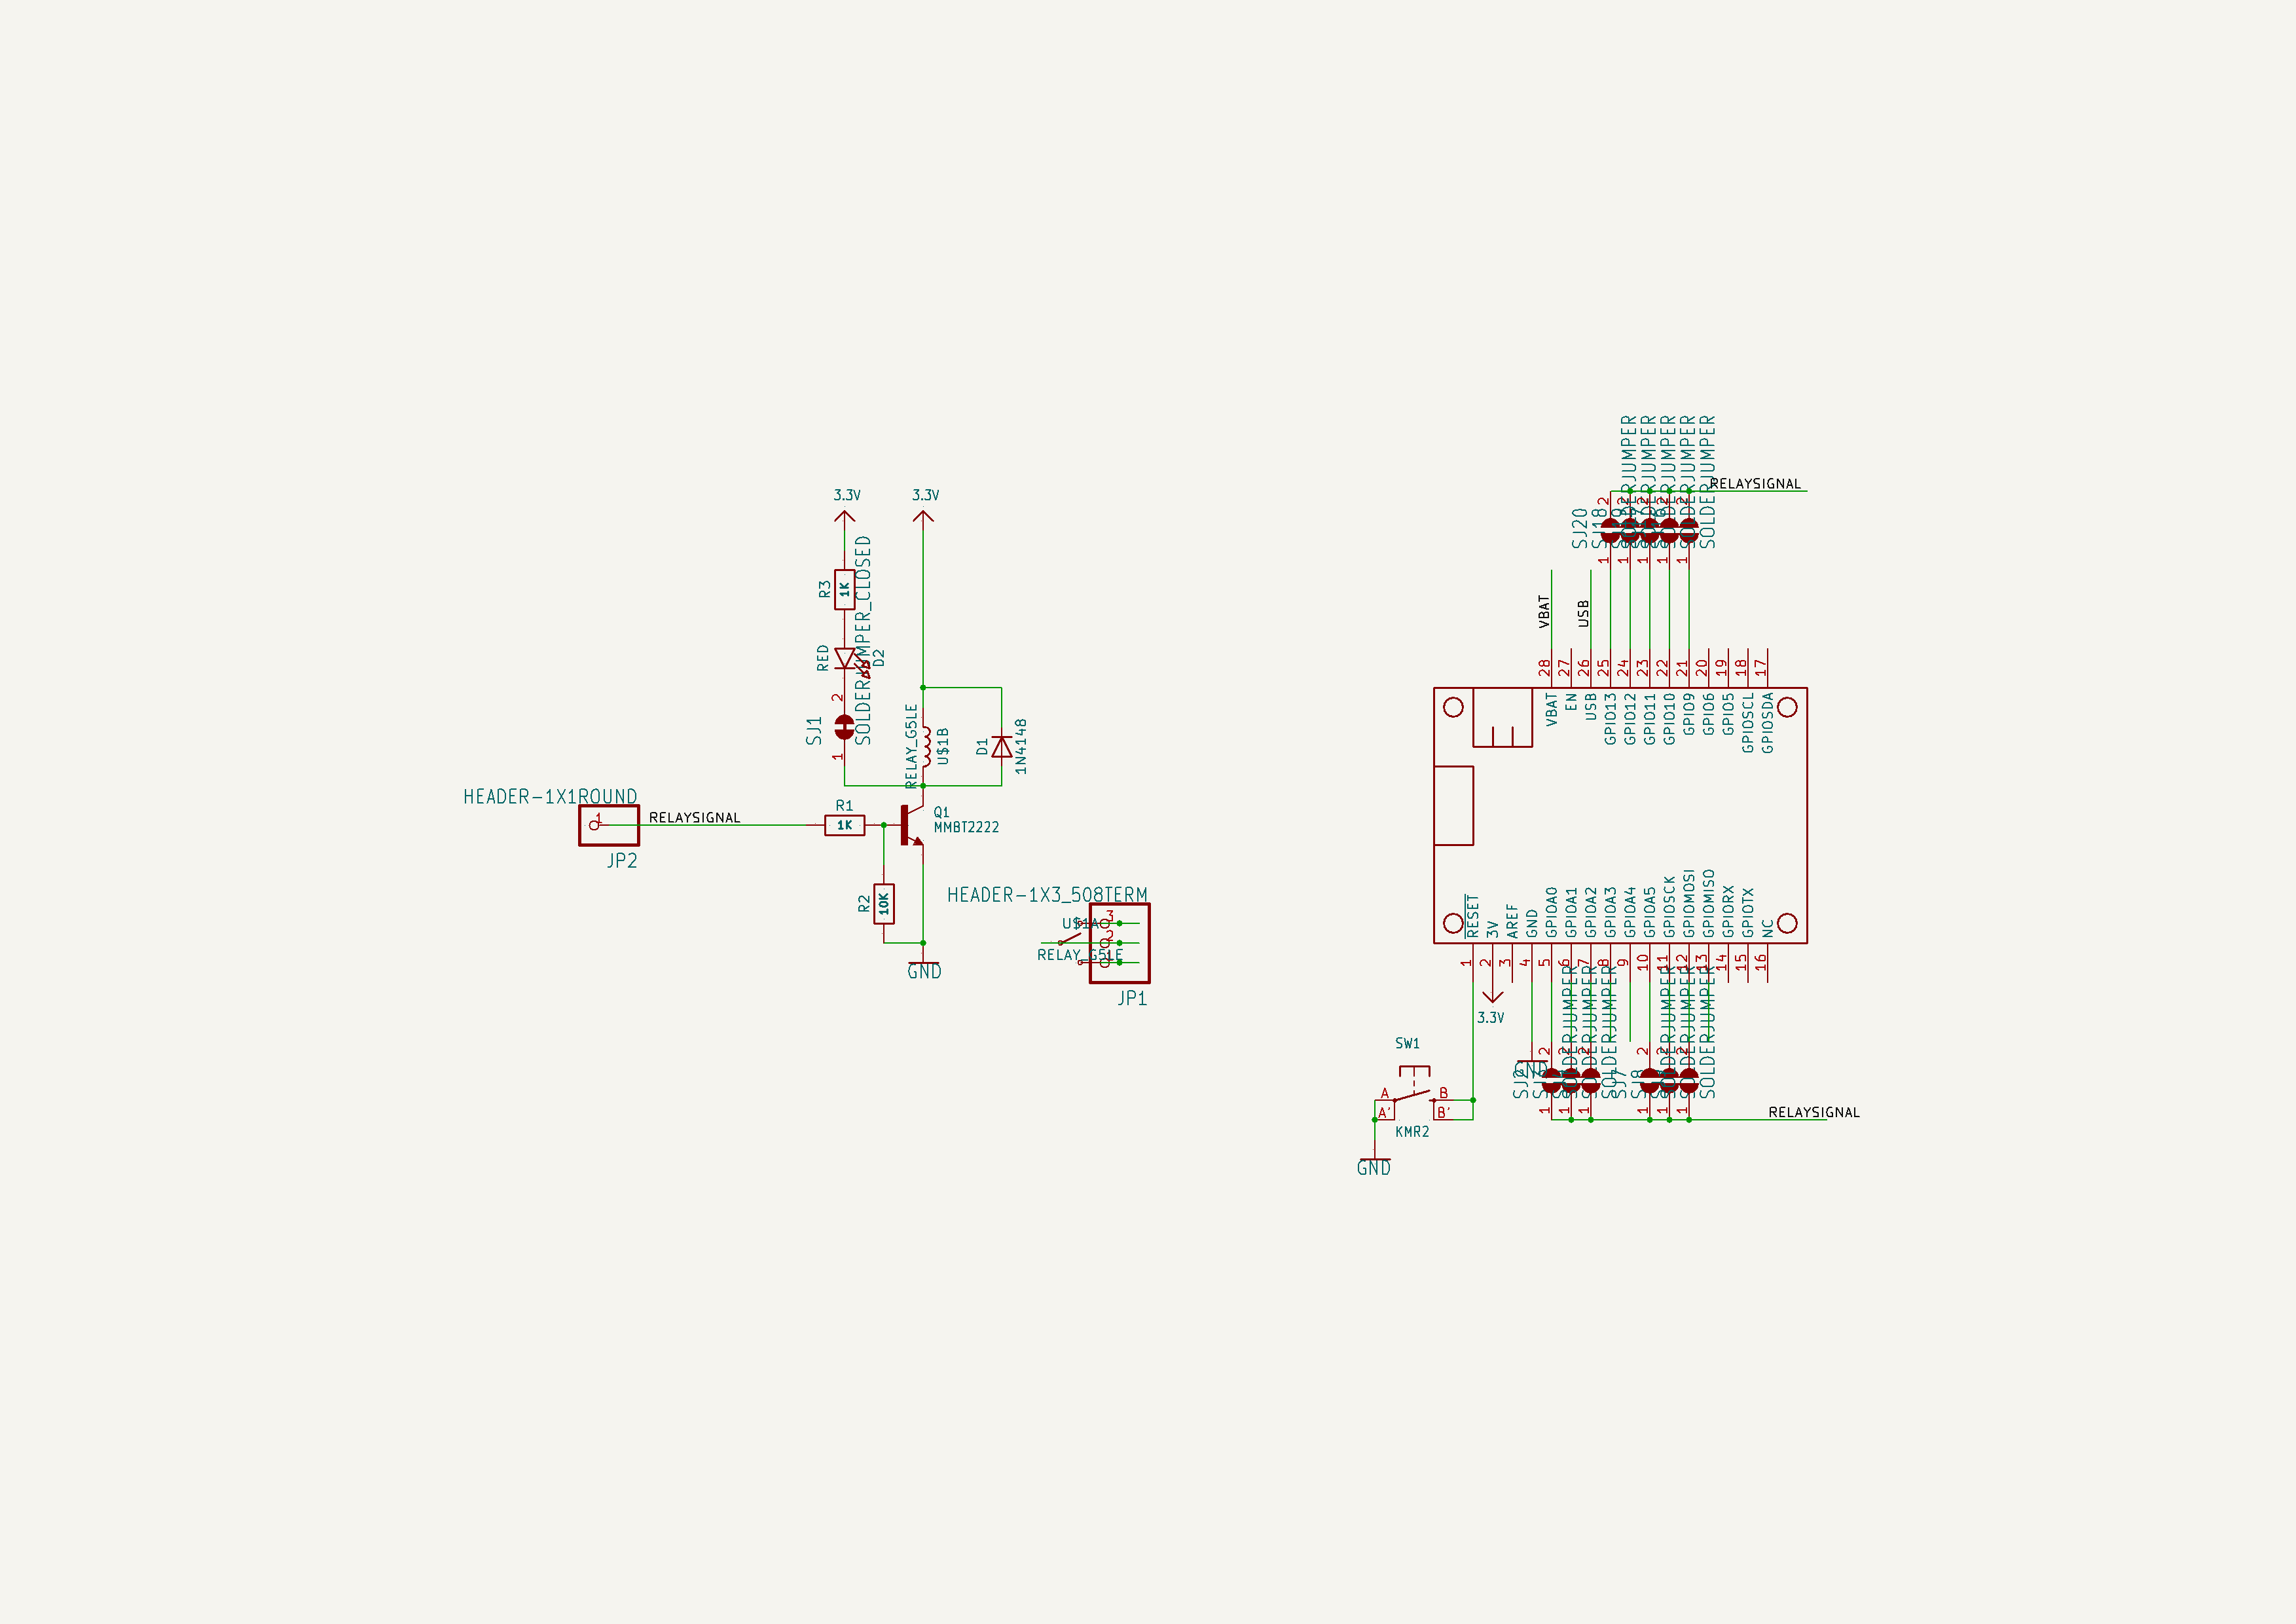 3.3V
3.3V
R3
1K
SOLDERJUMPER_CLOSED
RED
D2
2
SJ1
1
RELAY_G5LE
U$1B
D1
1N4148
HEADER-1X1ROUND
1
RELAYSIGNAL
JP2
R1
1K
Q1
MMBT2222
R2
10K
GND
HEADER-1X3_508TERM
3
U$1A
2
RELAY_G5LE
JP1
SOLDERJUMPER
SOLDERJUMPER
SOLDERJUMPER
SOLDERJUMPER
SOLDERJUMPER
RELAYSIGNAL
2
SJ20
SJ18
1 1 1 1 1
VBAT
USB
28 27 26 25 24 23 22 21 20 19 18 17
VBAT EN USB GPIO13 GPIO12 GPIO11 GPIO10 GPIO9 GPIO6 GPIO5 GPIOSCL GPIOSDA
RESET 3V AREF GND GPIOA0 GPIOA1 GPIOA2 GPIOA3 GPIOA4 GPIOA5 GPIOSCK GPIOMOSI GPIOMISO GPIORX GPIOTX NC
1 2 3 4 5 6 7 8 9 10 11 12 13 14 15 16
3.3V
SOLDERJUMPER
SOLDERJUMPER
SOLDERJUMPER
SOLDERJUMPER
SOLDERJUMPER
SOLDERJUMPER
GND
2 2 2 2 2 2
SJ7
SJ8
1 1 1 1 1 1
RELAYSIGNAL
SW1
A
B
A'
B'
KMR2
GND